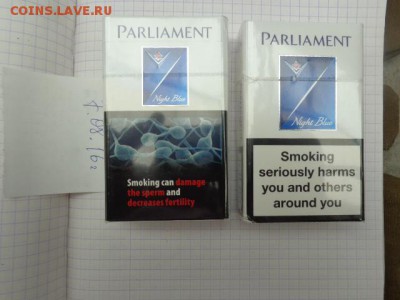 COINS.LAVE.RU
PARLIAMENT
Night Blue
Smoking can damage
the sperm and
decreases fertility
PARLIAMENT
Night Blue
Smoking
seriously harms
you and others
around you